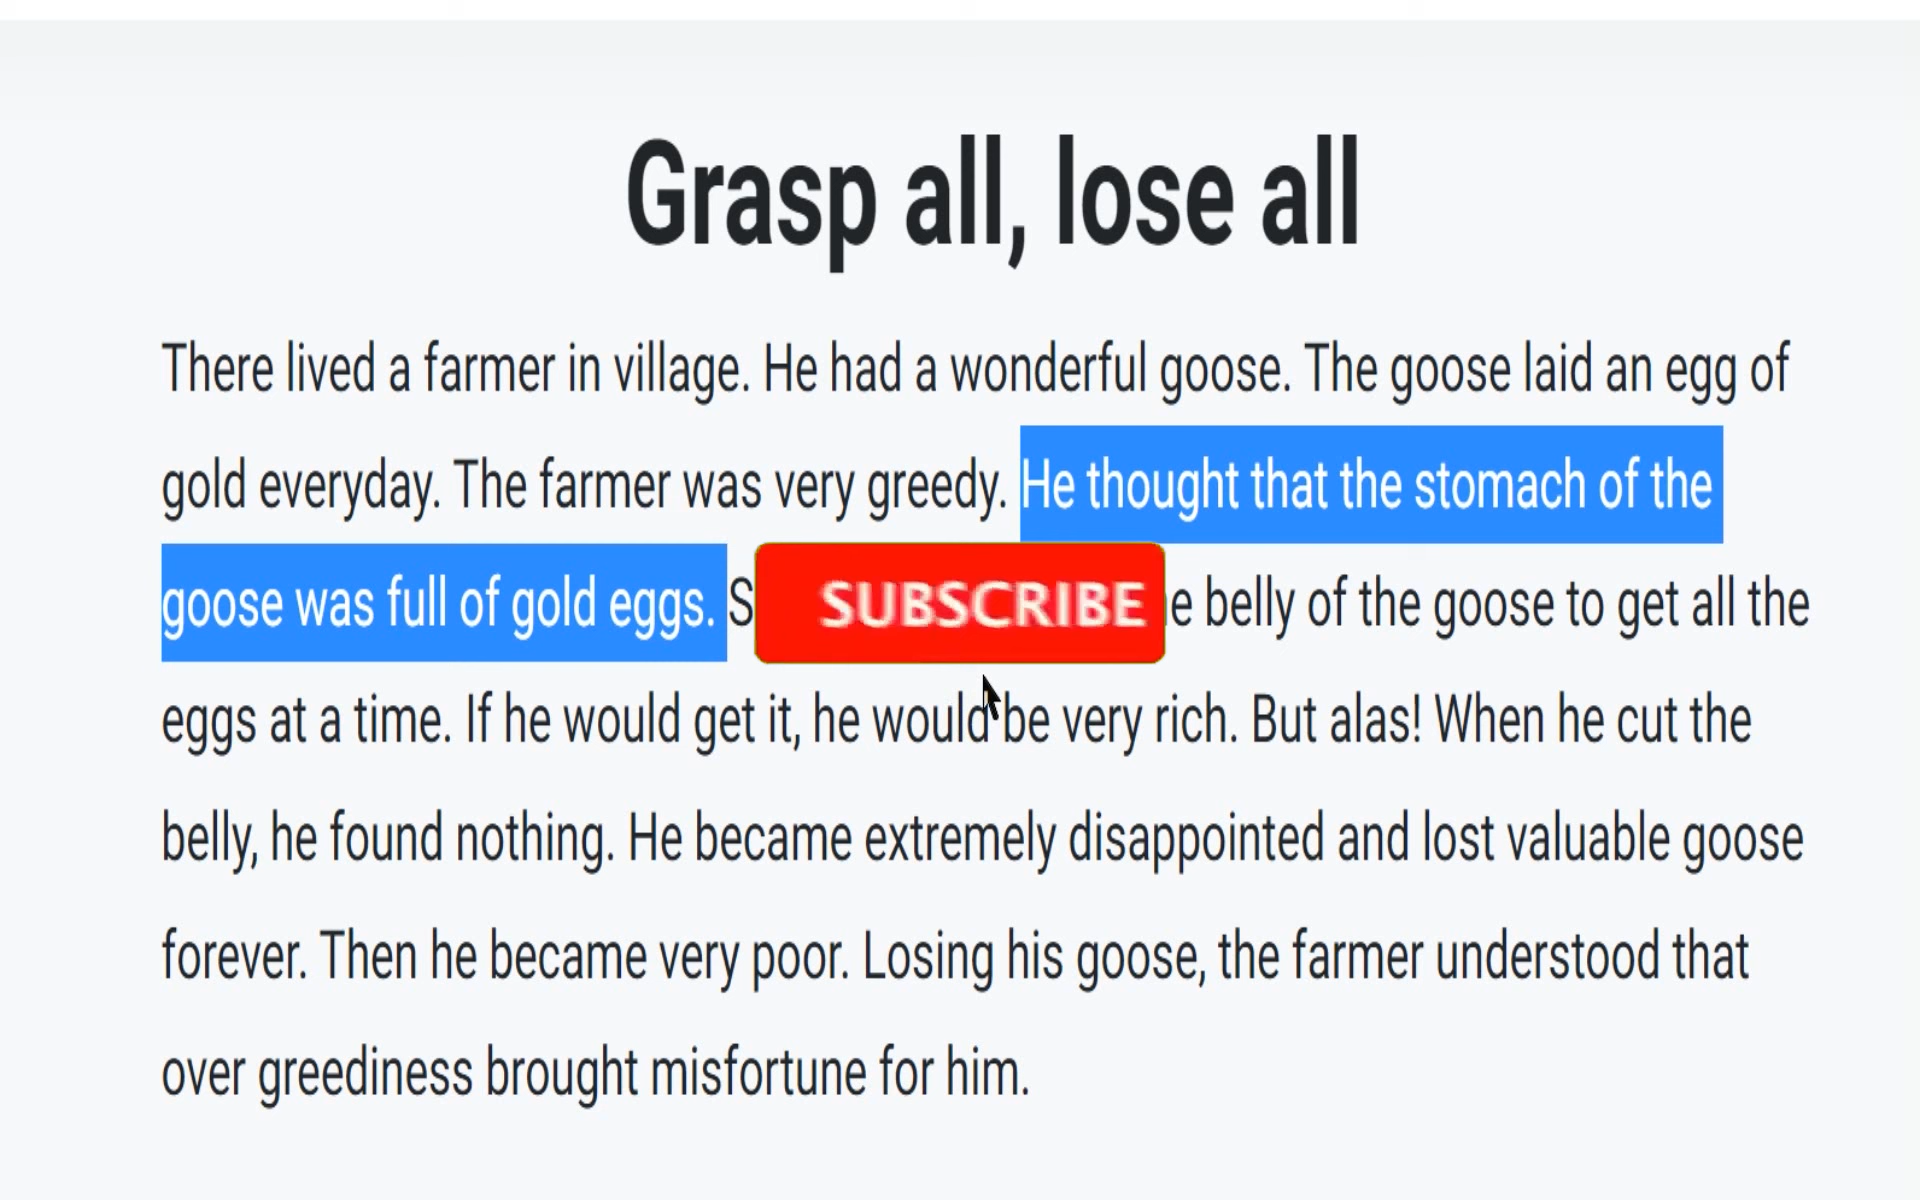 Grasp all, lose all
There lived a farmer in village. He had a wonderful goose. The goose laid an egg of
gold everyday. The farmer was very greedy. He thought that the stomach of the
goose was full of gold eggs. SUBSCRIBE belly of the goose to get all the
eggs at a time. If he would get it, he would be very rich. But alas! When he cut the
belly, he found nothing. He became extremely disappointed and lost valuable goose
forever. Then he became very poor. Losing his goose, the farmer understood that
over greediness brought misfortune for him.